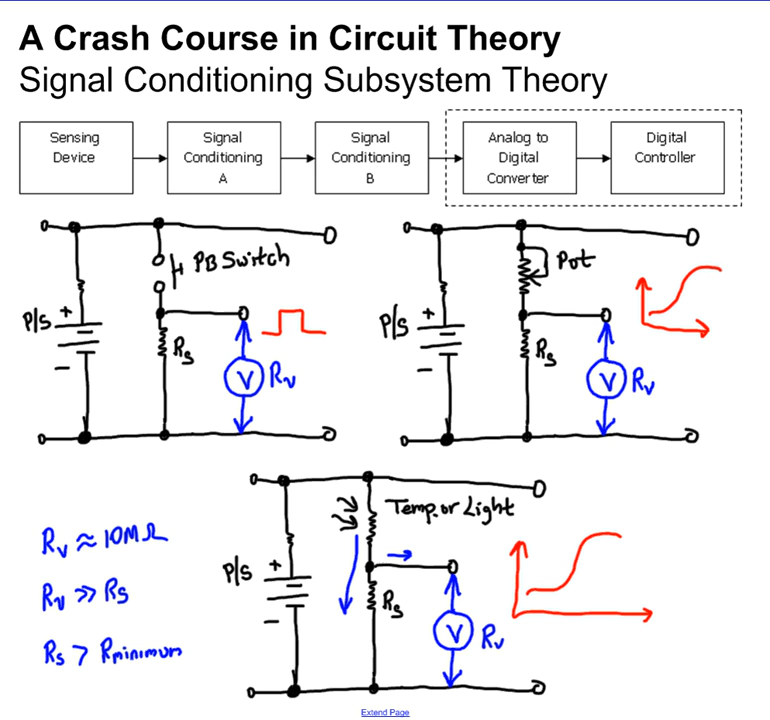 A Crash Course in Circuit Theory
Signal Conditioning Subsystem Theory
Sensing
Device
Signal
Conditioning
A
Signal
Conditioning
B
Analog to
Digital
Converter
Digital
Controller
PB Switch
P/s
+
-
Rs
V
Rv
Pot
P/s
+
-
Rs
V
Rv
Temp. or Light
P/s
+
-
Rs
V
Rv
Rv ≈ 10MΩ
Rv >> Rs
Rs > Rminimum
Extend Page